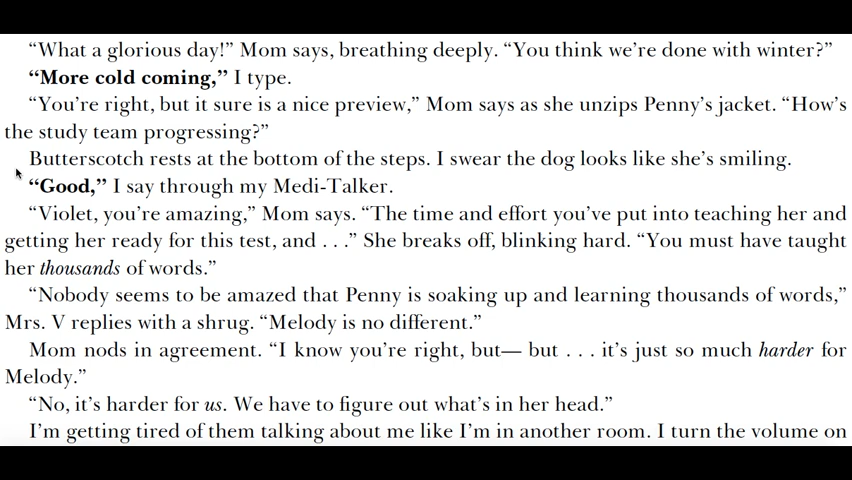 “What a glorious day!” Mom says, breathing deeply. “You think we’re done with winter?”
“More cold coming,” I type.
“You’re right, but it sure is a nice preview,” Mom says as she unzips Penny’s jacket. “How’s
the study team progressing?”
Butterscotch rests at the bottom of the steps. I swear the dog looks like she’s smiling.
“Good,” I say through my Medi-Talker.
“Violet, you’re amazing,” Mom says. “The time and effort you’ve put into teaching her and
getting her ready for this test, and . . .” She breaks off, blinking hard. “You must have taught
her thousands of words.”
“Nobody seems to be amazed that Penny is soaking up and learning thousands of words,”
Mrs. V replies with a shrug. “Melody is no different.”
Mom nods in agreement. “I know you’re right, but— but . . . it’s just so much harder for
Melody.”
“No, it’s harder for us. We have to figure out what’s in her head.”
I’m getting tired of them talking about me like I’m in another room. I turn the volume on